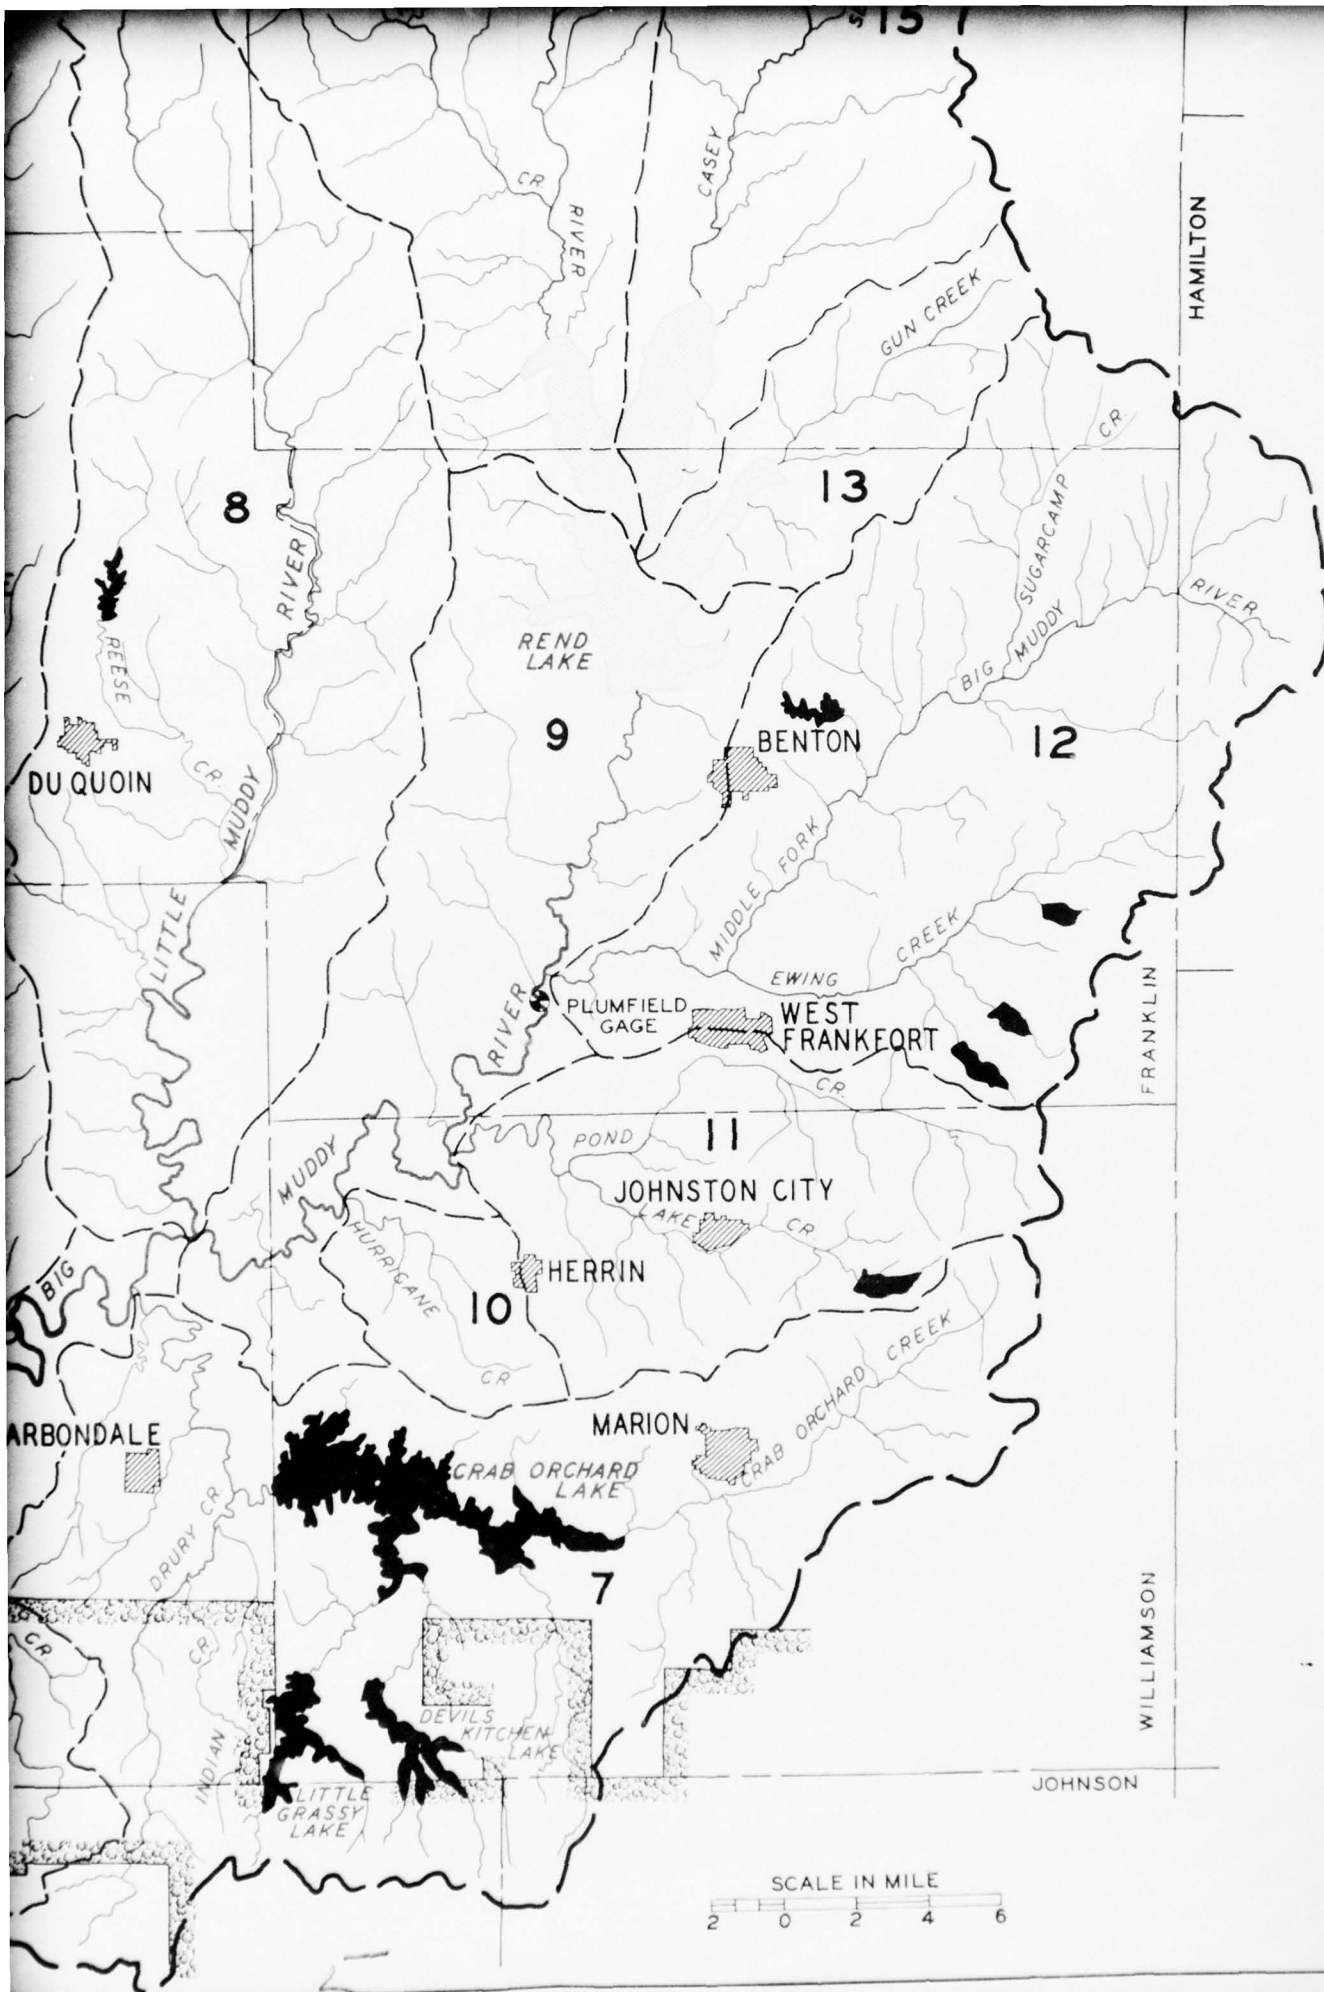 15
CR.
RIVER
CASEY
HAMILTON
GUN CREEK
CR.
SUGARCAMP
13
8
RIVER
RIVER
BIG MUDDY
REND
LAKE
REESE
CR.
9
12
BENTON
DU QUOIN
MUDDY
LITTLE
MIDDLE FORK
CREEK
EWING
RIVER
PLUMFIELD
GAGE
WEST
FRANKFORT
FRANKLIN
CR.
POND
11
MUDDY
JOHNSTON CITY
LAKE
CR.
HURRICANE
HERRIN
BIG
10
CR
CRAB ORCHARD CREEK
ARBONDALE
MARION
CRAB ORCHARD
LAKE
DRURY CR.
7
WILLIAMSON
CR
CR.
INDIAN
DEVILS
KITCHEN
LAKE
LITTLE
GRASSY
LAKE
JOHNSON
SCALE IN MILE
2 0 2 4 6